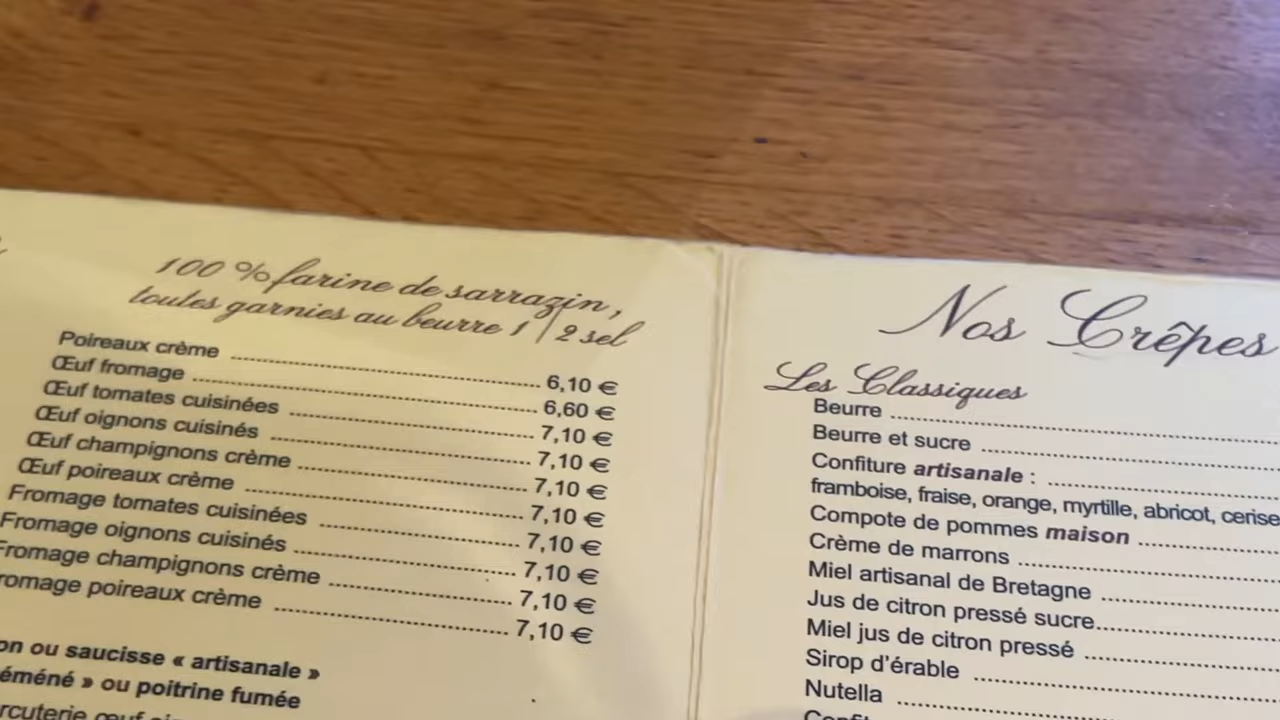 100 % farine de sarrazin,
toutes garnies au beurre 1/2 sel
Poireaux crème ........ 6,10 €
Œuf fromage ........ 6,60 €
Œuf tomates cuisinées ........ 7,10 €
Œuf oignons cuisinés ........ 7,10 €
Œuf champignons crème ........ 7,10 €
Œuf poireaux crème ........ 7,10 €
Fromage tomates cuisinées ........ 7,10 €
Fromage oignons cuisinés ........ 7,10 €
Fromage champignons crème ........ 7,10 €
romage poireaux crème ........ 7,10 €
on ou saucisse « artisanale »
éméné » ou poitrine fumée
Nos Crêpes
Les Classiques
Beurre ........
Beurre et sucre ........
Confiture artisanale : ........
framboise, fraise, orange, myrtille, abricot, cerise
Compote de pommes maison ........
Crème de marrons ........
Miel artisanal de Bretagne ........
Jus de citron pressé sucre ........
Miel jus de citron pressé ........
Sirop d'érable ........
Nutella ........